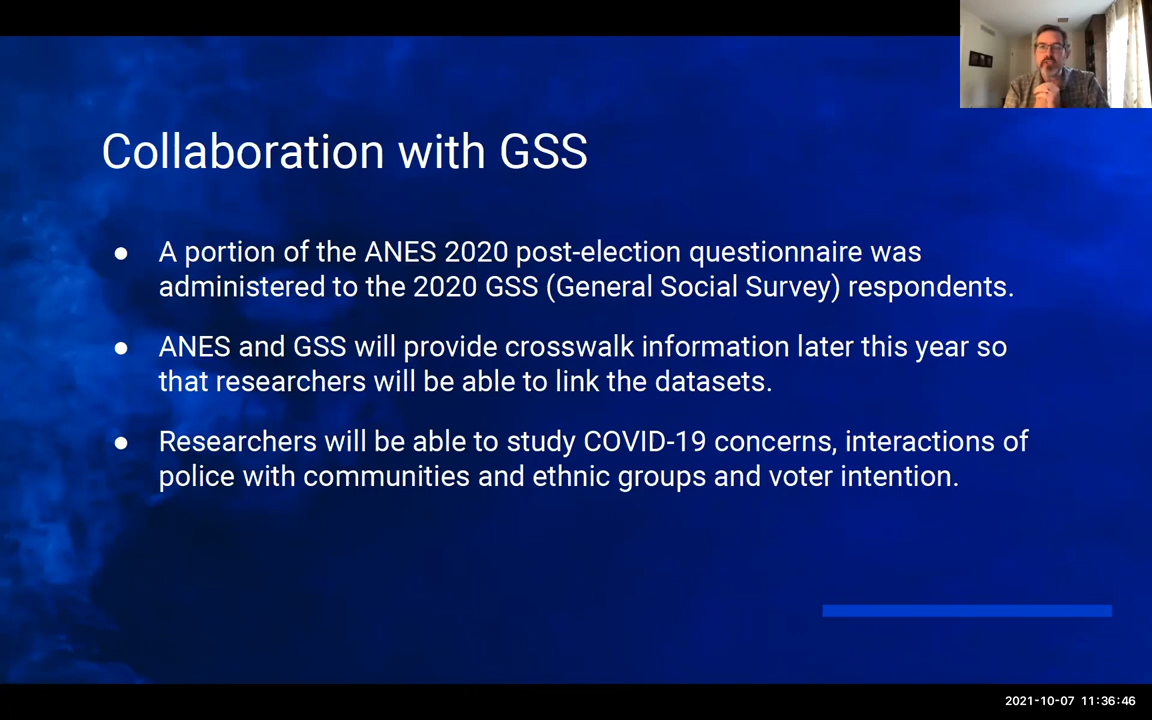 Collaboration with GSS
● A portion of the ANES 2020 post-election questionnaire was
administered to the 2020 GSS (General Social Survey) respondents.
● ANES and GSS will provide crosswalk information later this year so
that researchers will be able to link the datasets.
● Researchers will be able to study COVID-19 concerns, interactions of
police with communities and ethnic groups and voter intention.
2021-10-07 11:36:46